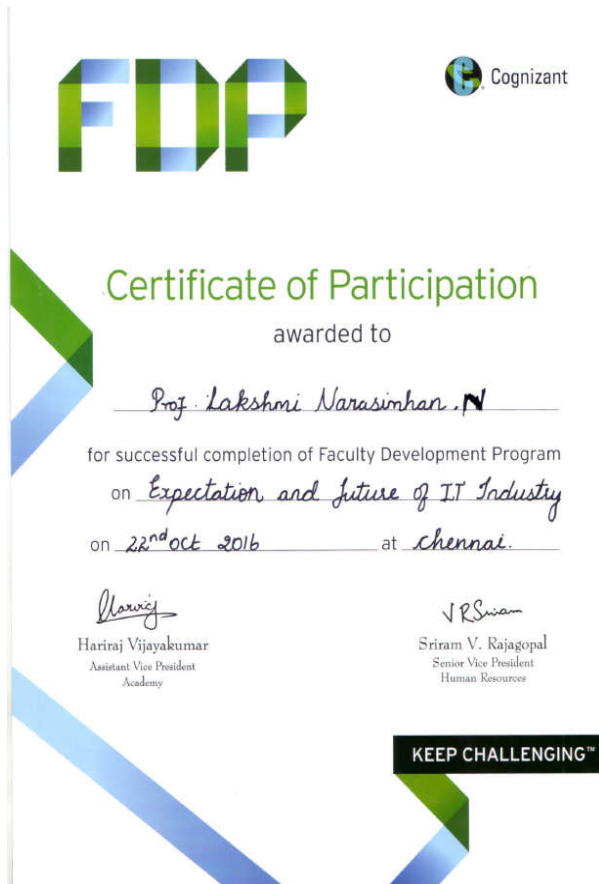 FDP
Cognizant
Certificate of Participation
awarded to
Prof. Lakshmi Narasimhan. N
for successful completion of Faculty Development Program
on Expectation and future of IT Industry
on 22nd Oct 2016 at Chennai.
VRSriram
Hariraj Vijayakumar
Assistant Vice President
Academy
Sriram V. Rajagopal
Senior Vice President
Human Resources
KEEP CHALLENGING™